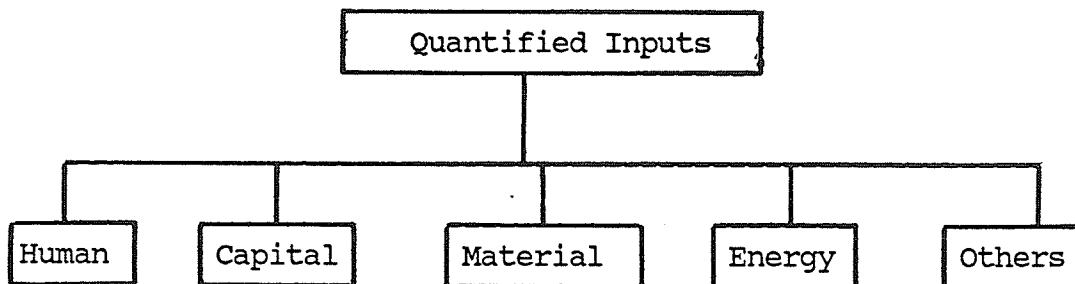 Quantified Inputs
Human
Capital
Material
Energy
Others